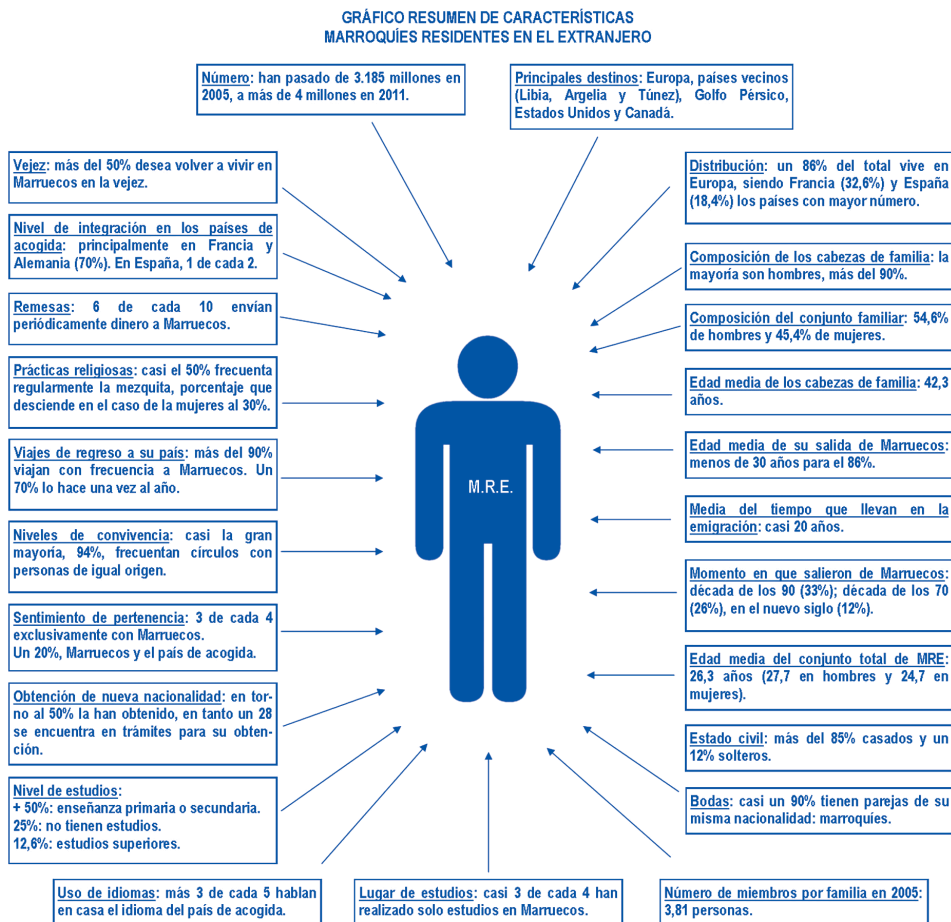 GRÁFICO RESUMEN DE CARACTERÍSTICAS
MARROQUÍES RESIDENTES EN EL EXTRANJERO
Número: han pasado de 3.185 millones en
2005, a más de 4 millones en 2011.
Principales destinos: Europa, países vecinos
(Libia, Argelia y Túnez), Golfo Pérsico,
Estados Unidos y Canadá.
Vejez: más del 50% desea volver a vivir en
Marruecos en la vejez.
Nivel de integración en los países de
acogida: principalmente en Francia y
Alemania (70%). En España, 1 de cada 2.
Remesas: 6 de cada 10 envían
periódicamente dinero a Marruecos.
Prácticas religiosas: casi el 50% frecuenta
regularmente la mezquita, porcentaje que
desciende en el caso de la mujeres al 30%.
Viajes de regreso a su país: más del 90%
viajan con frecuencia a Marruecos. Un
70% lo hace una vez al año.
Niveles de convivencia: casi la gran
mayoría, 94%, frecuentan círculos con
personas de igual origen.
Sentimiento de pertenencia: 3 de cada 4
exclusivamente con Marruecos.
Un 20%, Marruecos y el país de acogida.
Obtención de nueva nacionalidad: en tor-
no al 50% la han obtenido, en tanto un 28
se encuentra en trámites para su obten-
ción.
Nivel de estudios:
+ 50%: enseñanza primaria o secundaria.
25%: no tienen estudios.
12,6%: estudios superiores.
M.R.E.
Distribución: un 86% del total vive en
Europa, siendo Francia (32,6%) y España
(18,4%) los países con mayor número.
Composición de los cabezas de familia: la
mayoría son hombres, más del 90%.
Composición del conjunto familiar: 54,6%
de hombres y 45,4% de mujeres.
Edad media de los cabezas de familia: 42,3
años.
Edad media de su salida de Marruecos:
menos de 30 años para el 86%.
Media del tiempo que llevan en la
emigración: casi 20 años.
Momento en que salieron de Marruecos:
década de los 90 (33%); década de los 70
(26%), en el nuevo siglo (12%).
Edad media del conjunto total de MRE:
26,3 años (27,7 en hombres y 24,7 en
mujeres).
Estado civil: más del 85% casados y un
12% solteros.
Bodas: casi un 90% tienen parejas de su
misma nacionalidad: marroquíes.
Uso de idiomas: más 3 de cada 5 hablan
en casa el idioma del país de acogida.
Lugar de estudios: casi 3 de cada 4 han
realizado solo estudios en Marruecos.
Número de miembros por familia en 2005:
3,81 personas.